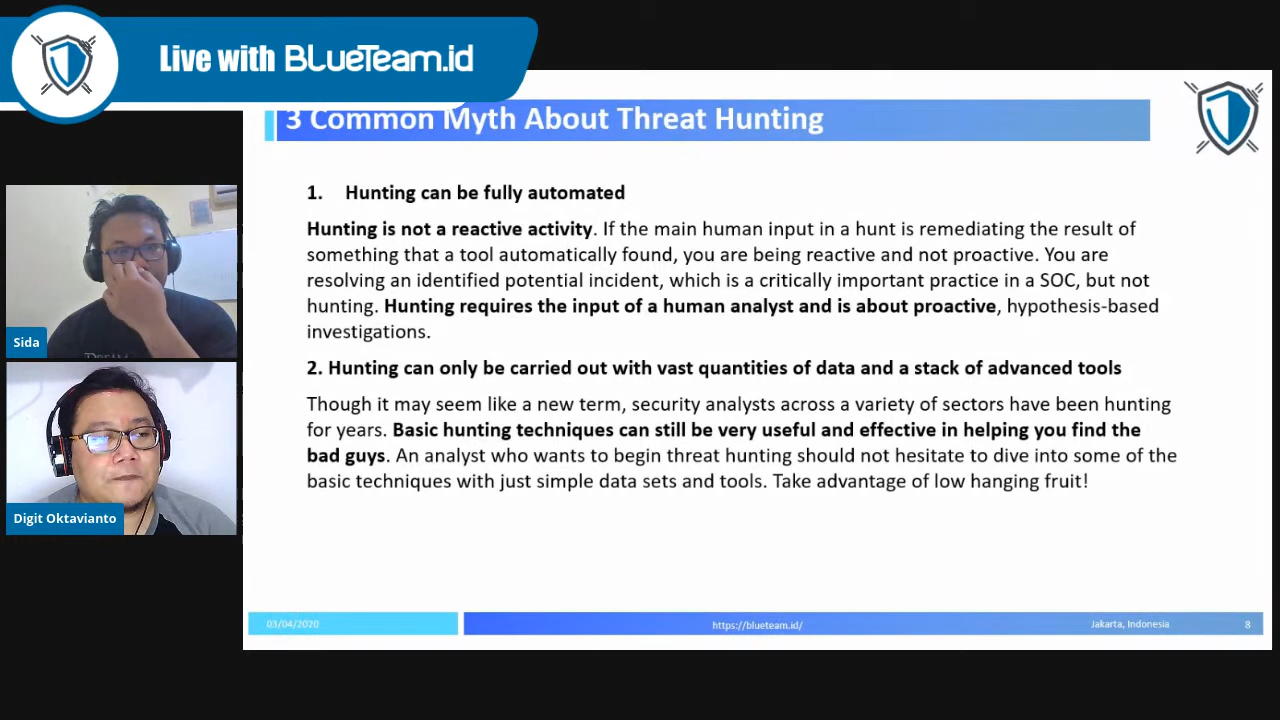 Live with BLUETEAM.id
3 Common Myth About Threat Hunting
1. Hunting can be fully automated
Hunting is not a reactive activity. If the main human input in a hunt is remediating the result of
something that a tool automatically found, you are being reactive and not proactive. You are
resolving an identified potential incident, which is a critically important practice in a SOC, but not
hunting. Hunting requires the input of a human analyst and is about proactive, hypothesis-based
investigations.
2. Hunting can only be carried out with vast quantities of data and a stack of advanced tools
Though it may seem like a new term, security analysts across a variety of sectors have been hunting
for years. Basic hunting techniques can still be very useful and effective in helping you find the
bad guys. An analyst who wants to begin threat hunting should not hesitate to dive into some of the
basic techniques with just simple data sets and tools. Take advantage of low hanging fruit!
Sida
Digit Oktavianto
03/04/2020
https://blueteam.id/
Jakarta, Indonesia
8